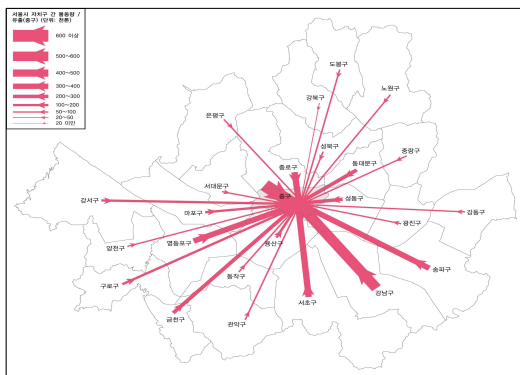 서울시 자치구 간 물동량 /
유출(중구) (단위: 천톤)
600 이상
500~600
400~500
300~400
200~300
100~200
50~100
20~50
20 미만
도봉구
노원구
강북구
은평구
성북구
중랑구
동대문구
종로구
서대문구
중구
성동구
강서구
마포구
강동구
광진구
영등포구
용산구
양천구
송파구
동작구
구로구
강남구
서초구
금천구
관악구